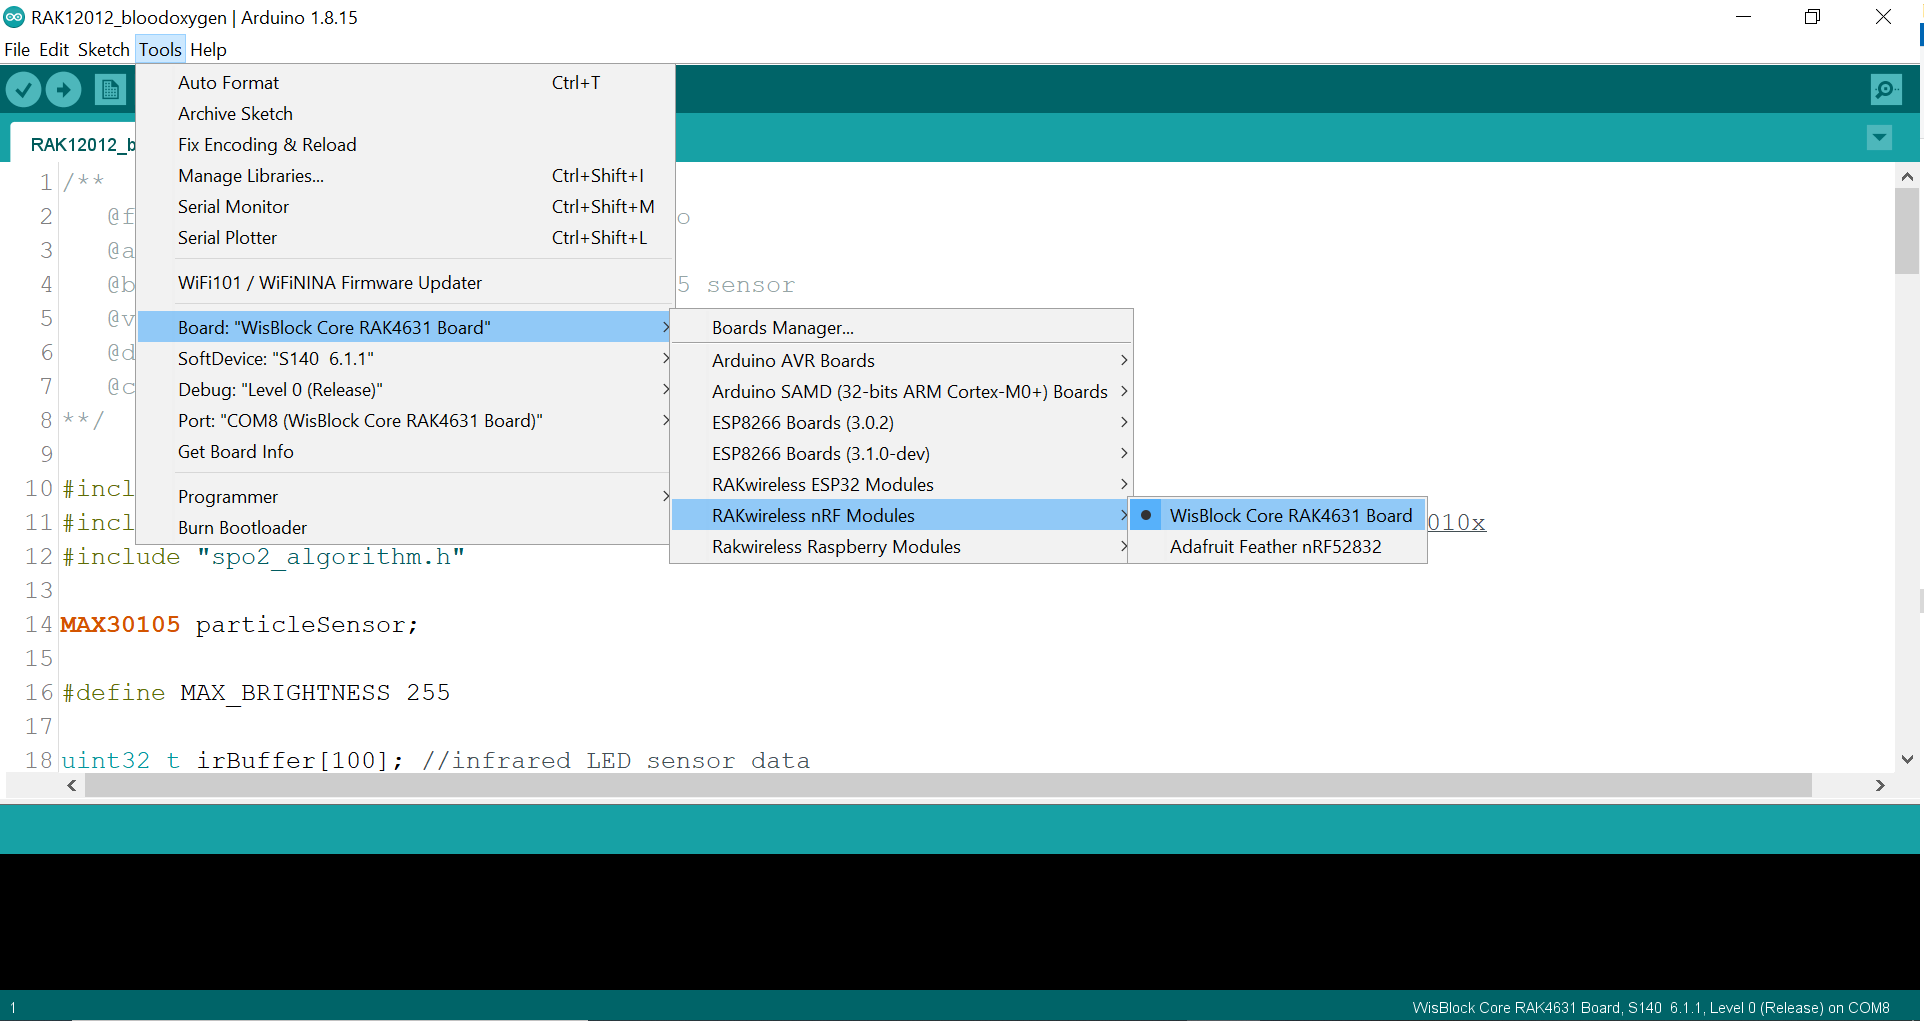 RAK12012_bloodoxygen | Arduino 1.8.15
File Edit Sketch Tools Help
RAK12012_b
Auto Format Ctrl+T
Archive Sketch
Fix Encoding & Reload
Manage Libraries... Ctrl+Shift+I
Serial Monitor Ctrl+Shift+M
Serial Plotter Ctrl+Shift+L
WiFi101 / WiFiNINA Firmware Updater
Board: "WisBlock Core RAK4631 Board"
SoftDevice: "S140 6.1.1"
Debug: "Level 0 (Release)"
Port: "COM8 (WisBlock Core RAK4631 Board)"
Get Board Info
Programmer
Burn Bootloader
Boards Manager...
Arduino AVR Boards
Arduino SAMD (32-bits ARM Cortex-M0+) Boards
ESP8266 Boards (3.0.2)
ESP8266 Boards (3.1.0-dev)
RAKwireless ESP32 Modules
RAKwireless nRF Modules
Rakwireless Raspberry Modules
WisBlock Core RAK4631 Board
Adafruit Feather nRF52832
1 /**
2 @f o
3 @a
4 @b 5 sensor
5 @v
6 @d
7 @c
8 **/
9
10 #incl
11 #incl 010x
12 #include "spo2_algorithm.h"
13
14 MAX30105 particleSensor;
15
16 #define MAX_BRIGHTNESS 255
17
18 uint32_t irBuffer[100]; //infrared LED sensor data
1 WisBlock Core RAK4631 Board, S140 6.1.1, Level 0 (Release) on COM8